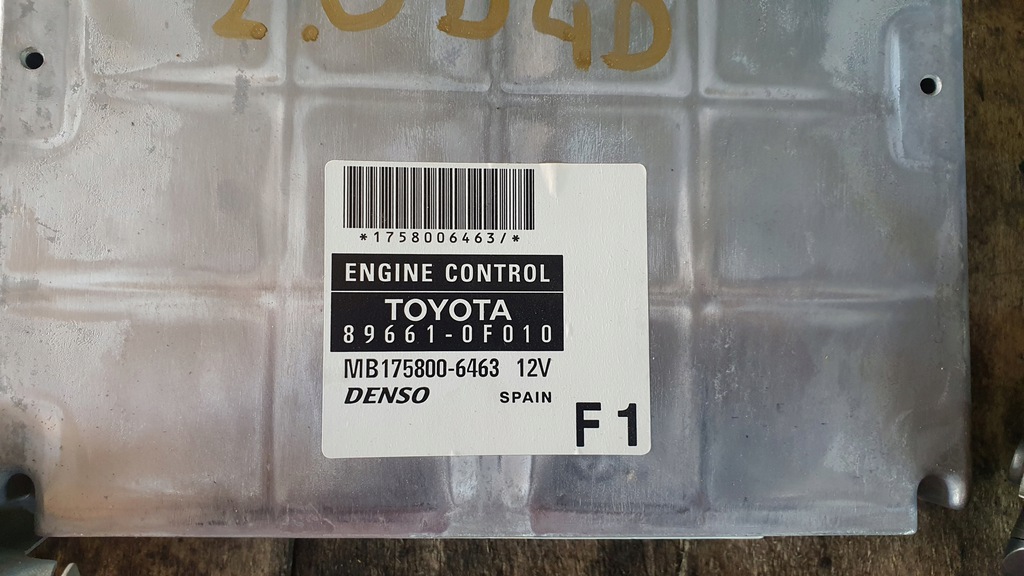 2.0 D4D
*1758006463/*
ENGINE CONTROL
TOYOTA
89661-0F010
MB175800-6463 12V
DENSO SPAIN
F1